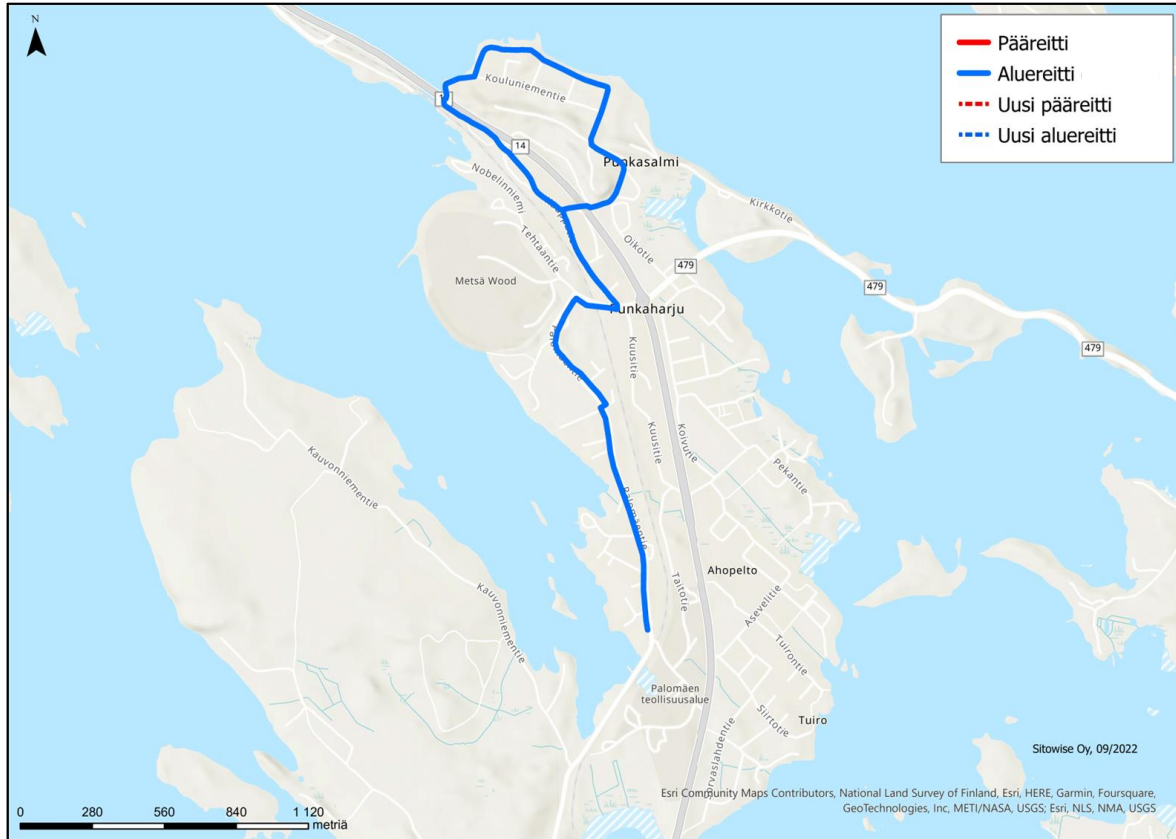 N
Pääreitti
Aluereitti
Uusi pääreitti
Uusi aluereitti
Kouluniementie
14
Punkasalmi
Nobelinniemi
Kirkkotie
Tehtaantie
Oikotie
479
Metsä Wood
479
Punkaharju
Kuusitie
479
Kauvonniementie
Kuusitie
Koivutie
Pekantie
Palomäentie
Ahopelto
Taitotie
Asevelitie
Kauvonniementie
Tuirontie
Palomäen
teollisuusalue
Siirtotie
Tuiro
Sitowise Oy, 09/2022
Esri Community Maps Contributors, National Land Survey of Finland, Esri, HERE, Garmin, Foursquare,
GeoTechnologies, Inc, METI/NASA, USGS; Esri, NLS, NMA, USGS
0 280 560 840 1 120
metriä